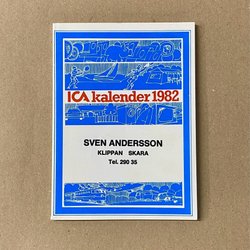 ICA kalender 1982
SVEN ANDERSSON
KLIPPAN SKARA
Tel. 290 35